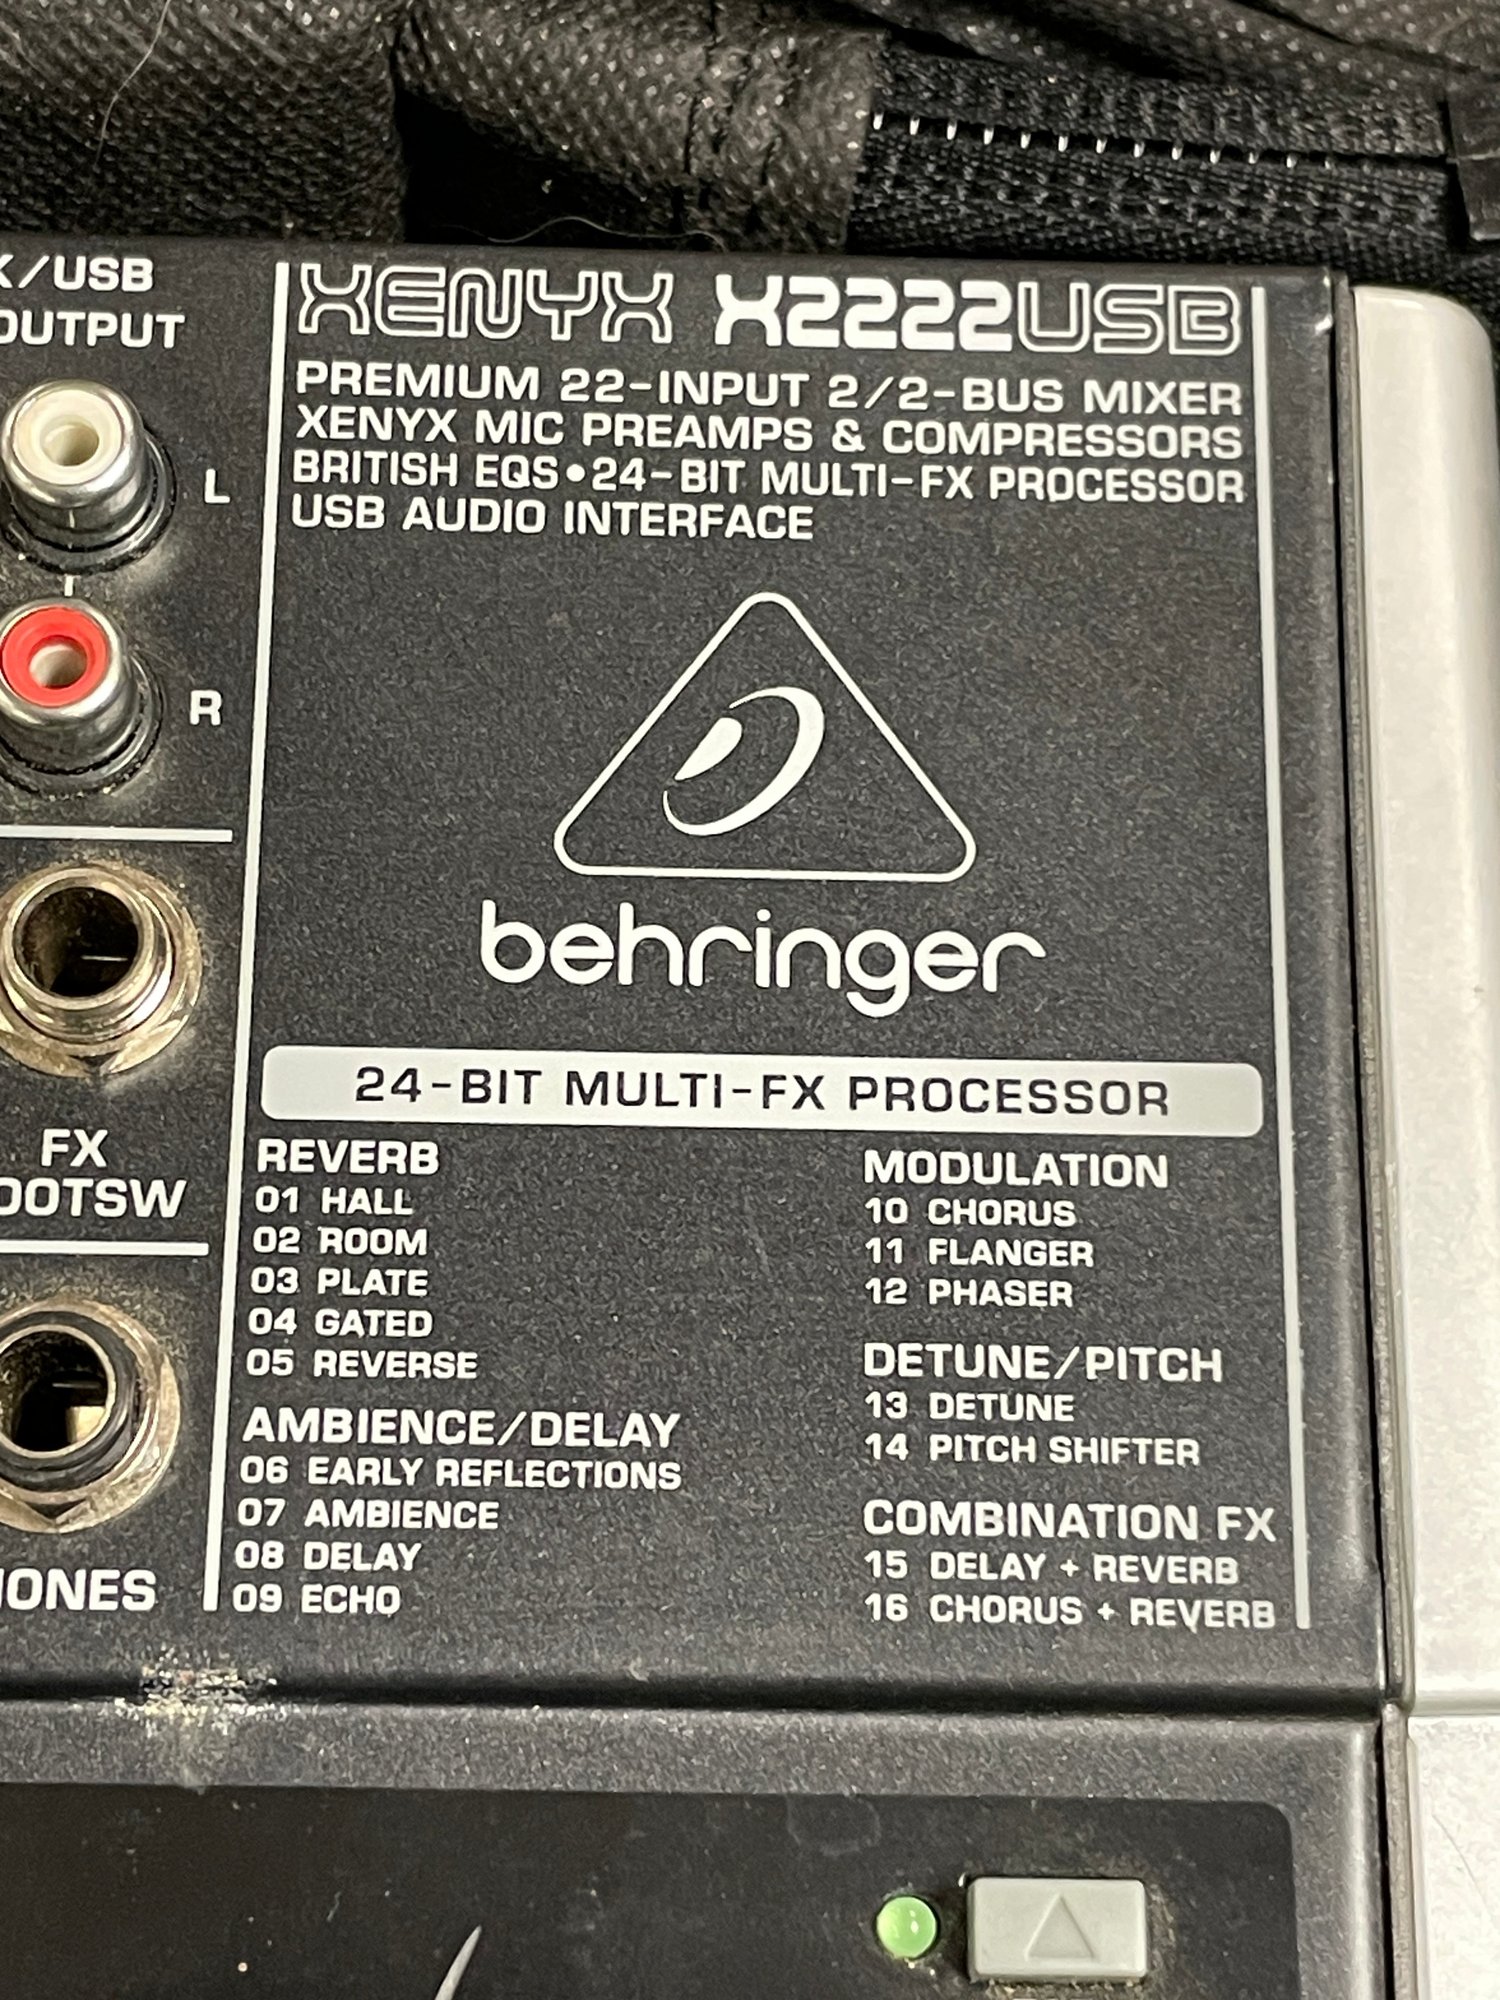 /USB
OUTPUT
L
R
FX
OOTSW
ONES
XENYX X2222USB
PREMIUM 22-INPUT 2/2-BUS MIXER
XENYX MIC PREAMPS & COMPRESSORS
BRITISH EQS•24-BIT MULTI-FX PROCESSOR
USB AUDIO INTERFACE
behringer
24-BIT MULTI-FX PROCESSOR
REVERB
01 HALL
02 ROOM
03 PLATE
04 GATED
05 REVERSE
AMBIENCE/DELAY
06 EARLY REFLECTIONS
07 AMBIENCE
08 DELAY
09 ECHO
MODULATION
10 CHORUS
11 FLANGER
12 PHASER
DETUNE/PITCH
13 DETUNE
14 PITCH SHIFTER
COMBINATION FX
15 DELAY + REVERB
16 CHORUS + REVERB